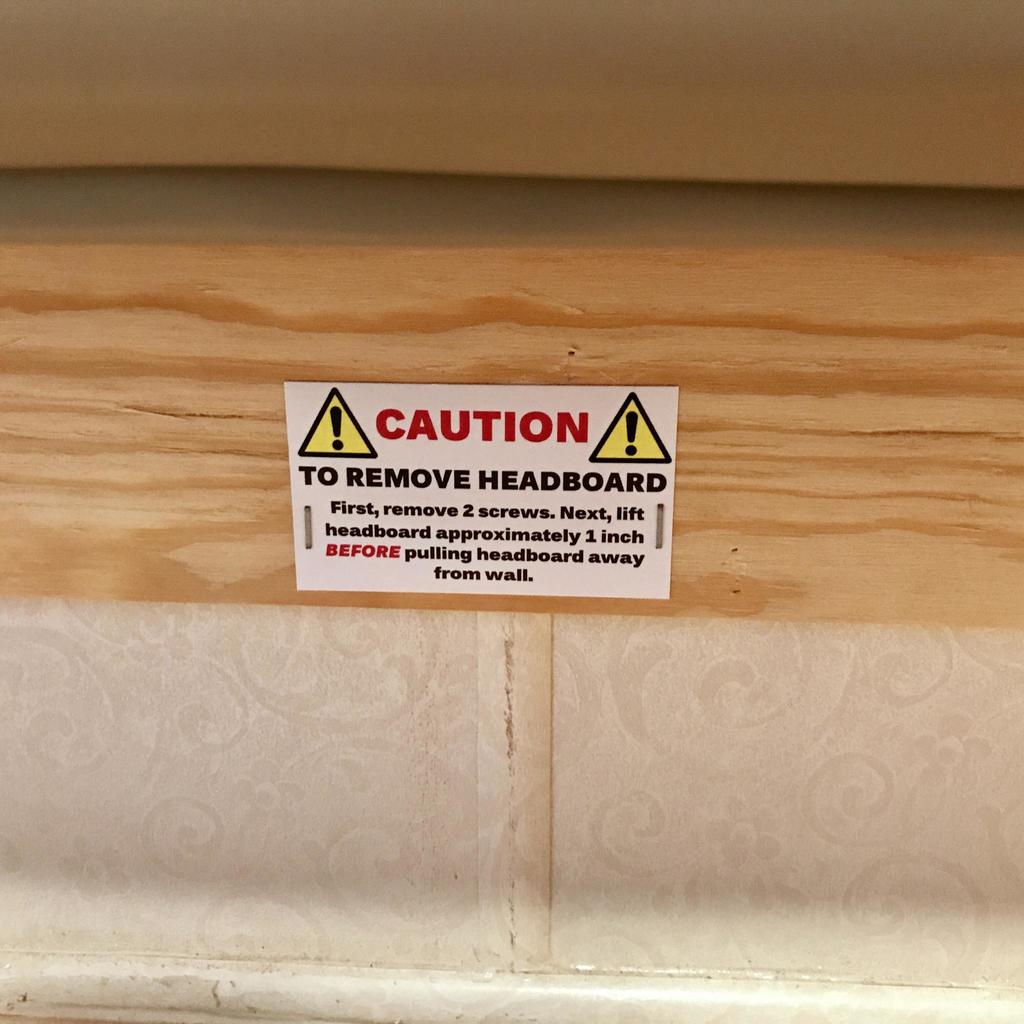 CAUTION
TO REMOVE HEADBOARD
First, remove 2 screws. Next, lift
headboard approximately 1 inch
BEFORE pulling headboard away
from wall.